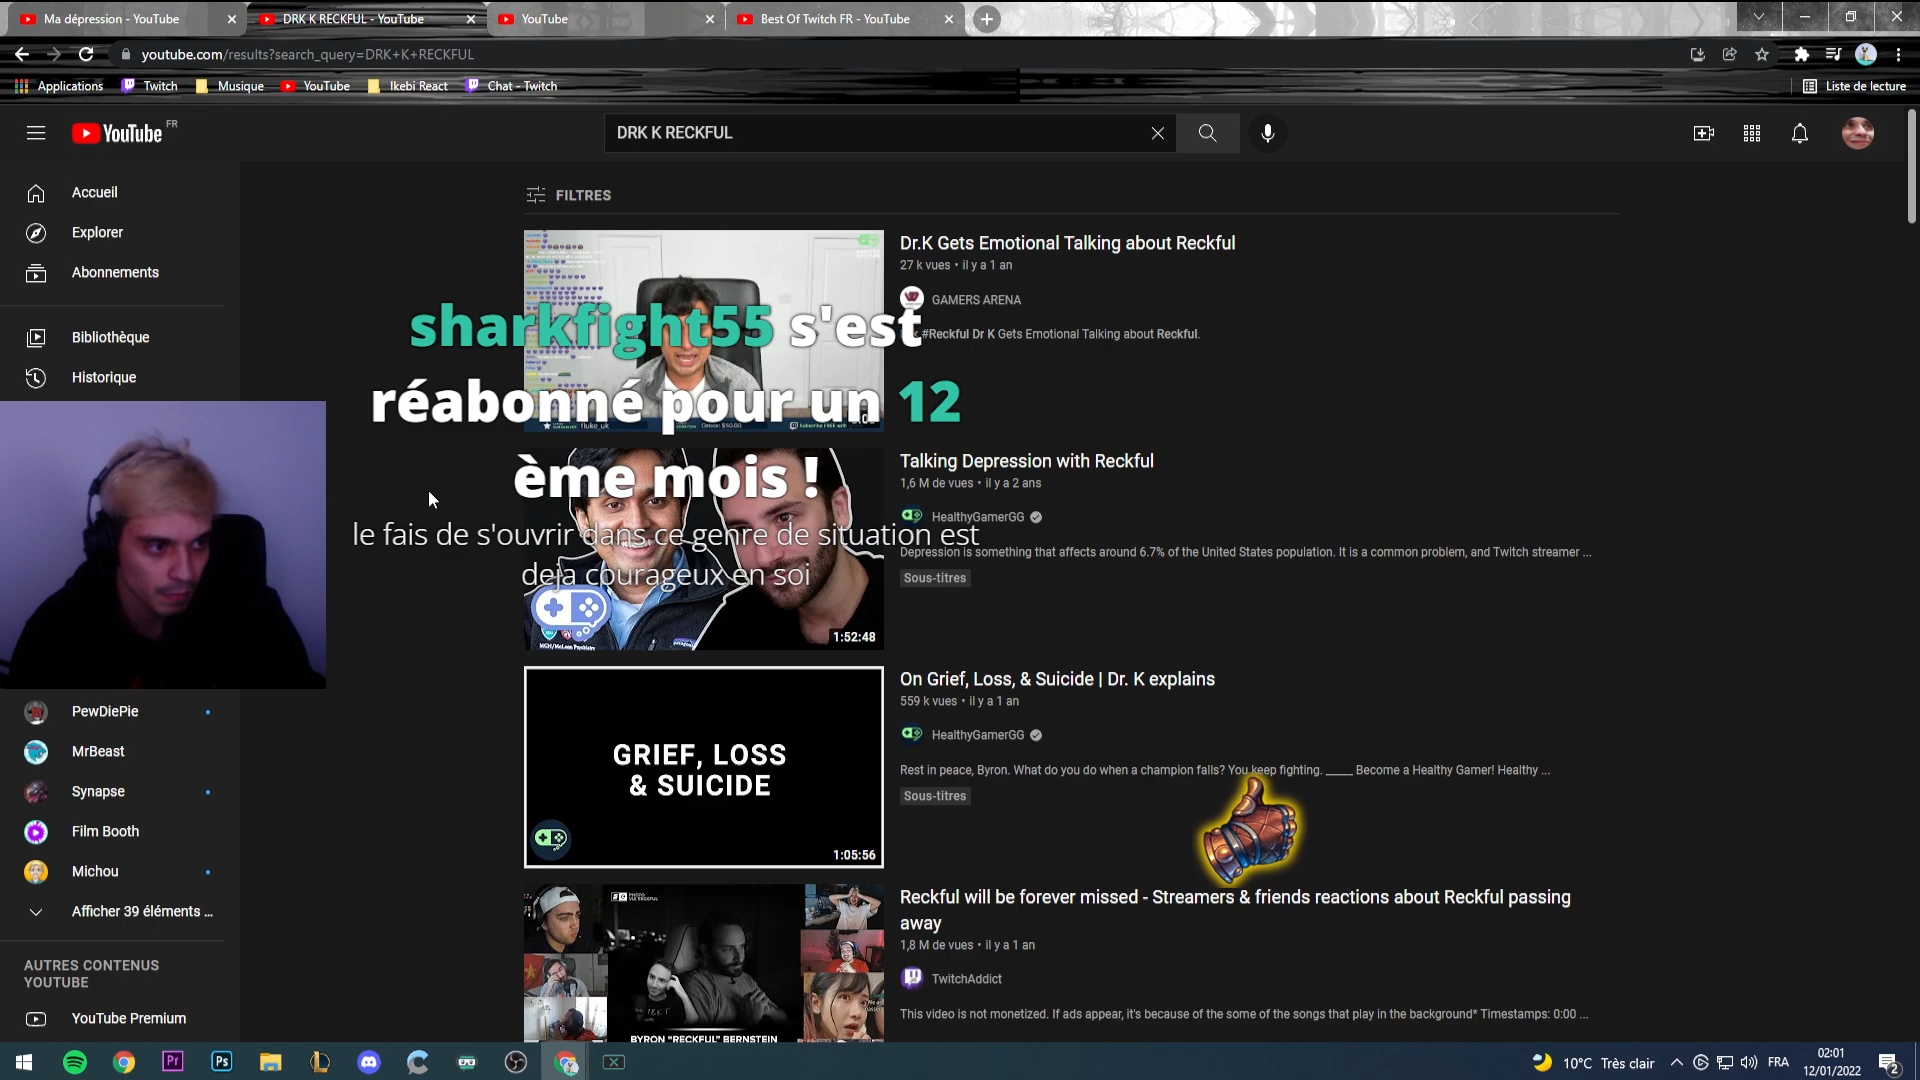 Ma dépression - YouTube
DRK K RECKFUL - YouTube
YouTube
Best Of Twitch FR - YouTube
youtube.com/results?search_query=DRK+K+RECKFUL
Applications
Twitch
Musique
YouTube
Ikebi React
Chat - Twitch
Liste de lecture
YouTube FR
DRK K RECKFUL
Accueil
Explorer
Abonnements
Bibliothèque
Historique
PewDiePie
MrBeast
Synapse
Film Booth
Michou
Afficher 39 éléments ...
AUTRES CONTENUS
YOUTUBE
YouTube Premium
FILTRES
Dr.K Gets Emotional Talking about Reckful
27 k vues • il y a 1 an
GAMERS ARENA
#Reckful Dr K Gets Emotional Talking about Reckful.
sharkfight55 s'est
réabonné pour un 12
ème mois !
le fais de s'ouvrir dans ce genre de situation est
deja courageux en soi
Talking Depression with Reckful
1,6 M de vues • il y a 2 ans
HealthyGamerGG
Depression is something that affects around 6.7% of the United States population. It is a common problem, and Twitch streamer ...
Sous-titres
1:52:48
On Grief, Loss, & Suicide | Dr. K explains
559 k vues • il y a 1 an
HealthyGamerGG
Rest in peace, Byron. What do you do when a champion falls? You keep fighting. _____ Become a Healthy Gamer! Healthy ...
Sous-titres
GRIEF, LOSS
& SUICIDE
1:05:56
Reckful will be forever missed - Streamers & friends reactions about Reckful passing
away
1,8 M de vues • il y a 1 an
TwitchAddict
This video is not monetized. If ads appear, it's because of the some of the songs that play in the background* Timestamps: 0:00 ...
BYRON "RECKFUL" BERNSTEIN
Pr
Ps
10°C Très clair
FRA
02:01
12/01/2022
2